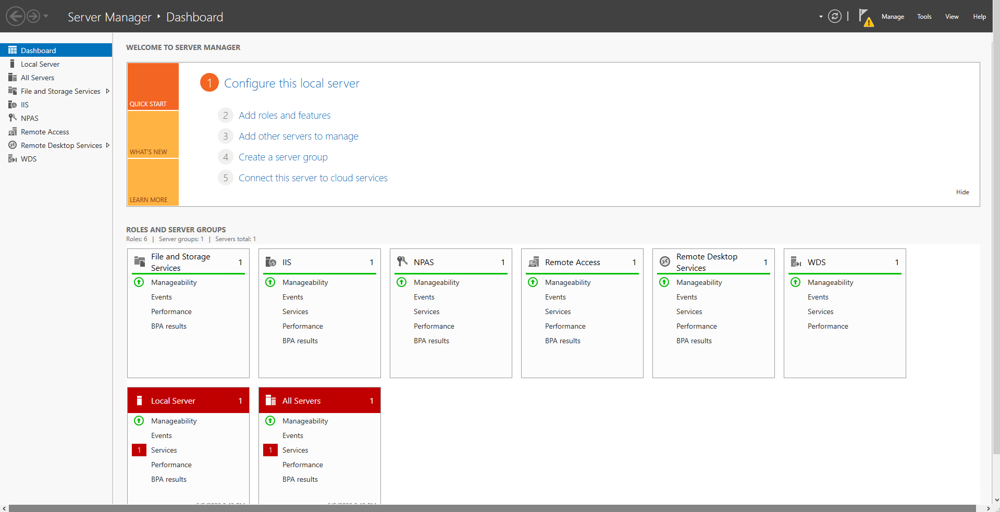 Server Manager ‣ Dashboard
Manage Tools View Help
Dashboard
Local Server
All Servers
File and Storage Services
IIS
NPAS
Remote Access
Remote Desktop Services
WDS
WELCOME TO SERVER MANAGER
QUICK START
WHAT'S NEW
LEARN MORE
1 Configure this local server
2 Add roles and features
3 Add other servers to manage
4 Create a server group
5 Connect this server to cloud services
Hide
ROLES AND SERVER GROUPS
Roles: 6 | Server groups: 1 | Servers total: 1
File and Storage
Services 1
Manageability
Events
Performance
BPA results
IIS 1
Manageability
Events
Services
Performance
BPA results
NPAS 1
Manageability
Events
Services
Performance
BPA results
Remote Access 1
Manageability
Events
Services
Performance
BPA results
Remote Desktop
Services 1
Manageability
Events
Services
Performance
BPA results
WDS 1
Manageability
Events
Services
Performance
Local Server 1
Manageability
Events
1 Services
Performance
BPA results
All Servers 1
Manageability
Events
1 Services
Performance
BPA results